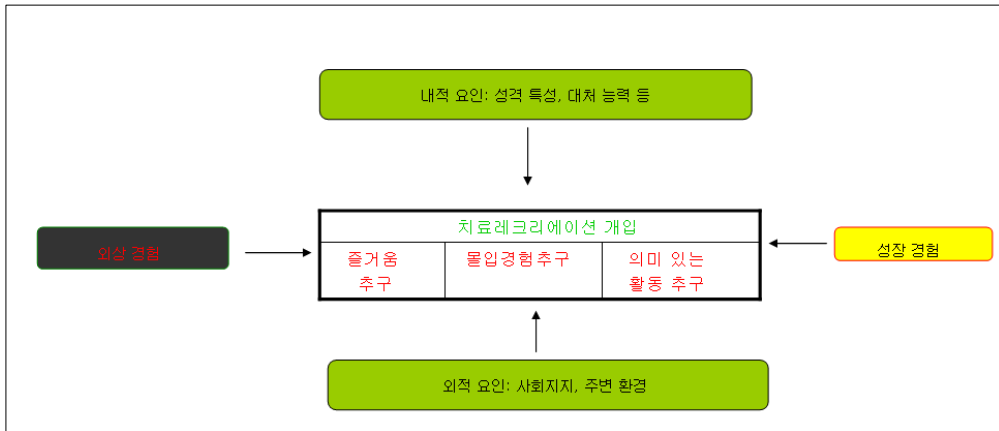 내적 요인: 성격 특성, 대처 능력 등
치료레크리에이션 개입
외상 경험
즐거움
추구
몰입경험추구
의미 있는
활동 추구
성장 경험
외적 요인: 사회지지, 주변 환경